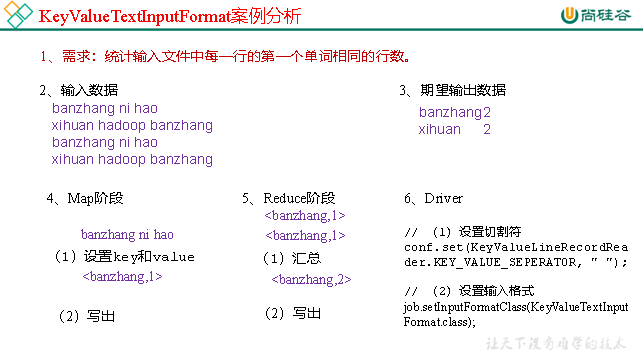 KeyValueTextInputFormat案例分析
尚硅谷
1、需求：统计输入文件中每一行的第一个单词相同的行数。
2、输入数据
banzhang ni hao
xihuan hadoop banzhang
banzhang ni hao
xihuan hadoop banzhang
3、期望输出数据
banzhang 2
xihuan 2
4、Map阶段
banzhang ni hao
（1）设置key和value
<banzhang,1>
（2）写出
5、Reduce阶段
<banzhang,1>
<banzhang,1>
（1）汇总
<banzhang,2>
（2）写出
6、Driver
// （1）设置切割符
conf.set(KeyValueLineRecordRea
der.KEY_VALUE_SEPERATOR, " ");
// （2）设置输入格式
job.setInputFormatClass(KeyValueTextInput
Format.class);
让天下没有难学的技术